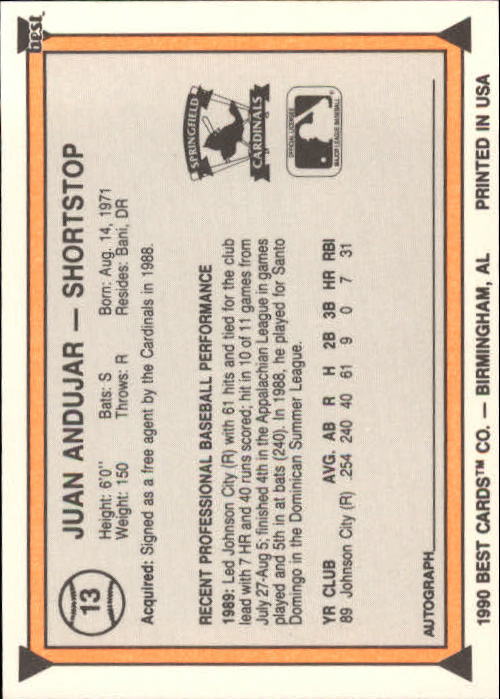 13
JUAN ANDUJAR — SHORTSTOP
Height: 6'0" Bats: S Born: Aug. 14, 1971
Weight: 150 Throws: R Resides: Bani, DR
Acquired: Signed as a free agent by the Cardinals in 1988.
RECENT PROFESSIONAL BASEBALL PERFORMANCE
1989: Led Johnson City (R) with 61 hits and tied for the club
lead with 7 HR and 40 runs scored; hit in 10 of 11 games from
July 27-Aug 5; finished 4th in the Appalachian League in games
played and 5th in at bats (240). In 1988, he played for Santo
Domingo in the Dominican Summer League.
YR CLUB AVG. AB R H 2B 3B HR RBI
89 Johnson City (R) .254 240 40 61 9 0 7 31
SPRINGFIELD
CARDINALS
OFFICIAL LICENSEE
MAJOR LEAGUE BASEBALL
®
AUTOGRAPH
best
1990 BEST CARDS™ CO. — BIRMINGHAM, AL PRINTED IN USA